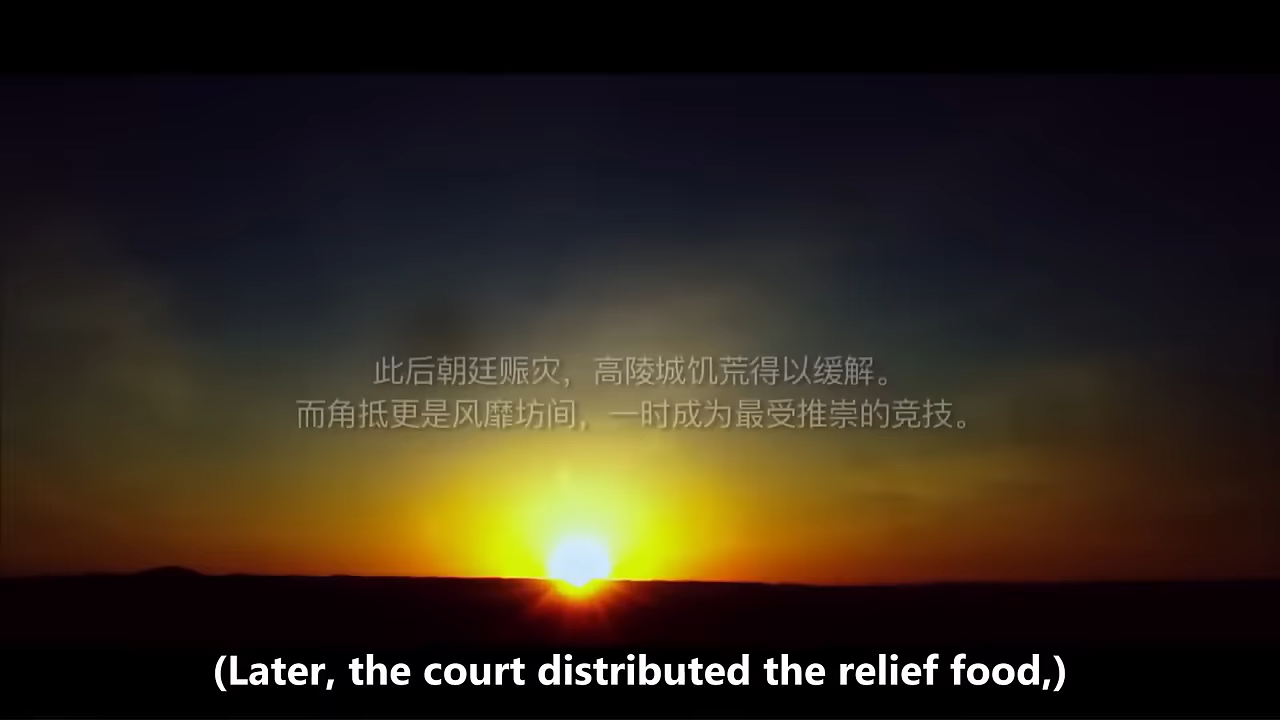 此后朝廷赈灾，高陵城饥荒得以缓解。
而角抵更是风靡坊间，一时成为最受推崇的竞技。
(Later, the court distributed the relief food,)